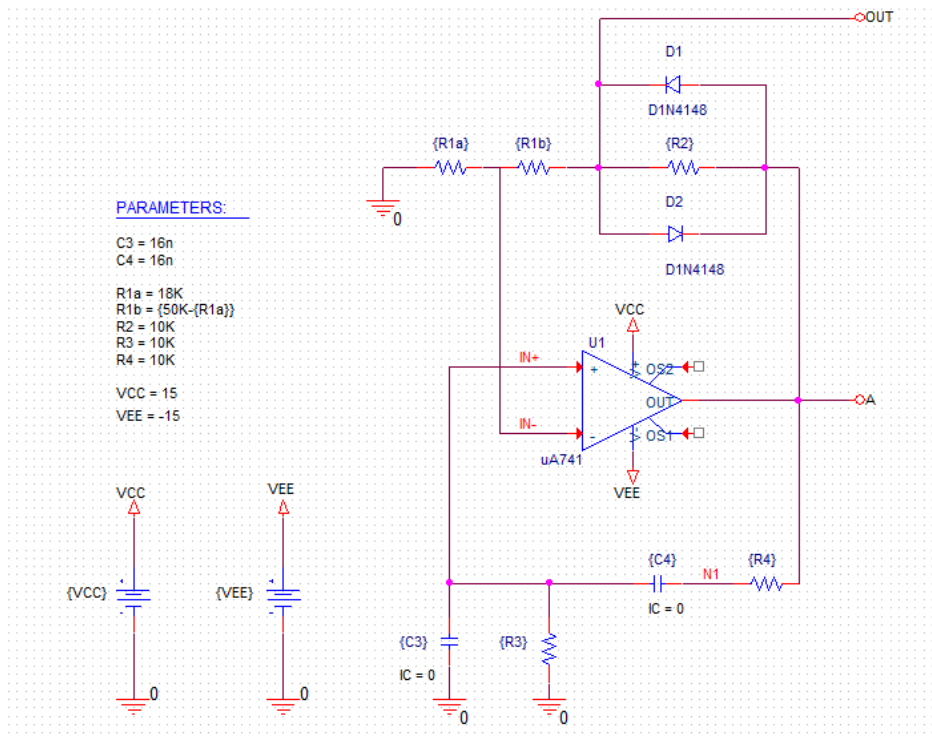 OUT
D1
D1N4148
{R1a}
{R1b}
{R2}
D2
0
D1N4148
PARAMETERS:
C3 = 16n
C4 = 16n
R1a = 18K
R1b = {50K-{R1a}}
R2 = 10K
R3 = 10K
R4 = 10K
VCC = 15
VEE = -15
VCC
U1
IN+
+
V+
OS2
OUT
A
IN-
-
V-
OS1
uA741
VEE
VCC
VEE
{VCC}
+
-
{VEE}
+
-
0
0
{C4}
N1
{R4}
IC = 0
{C3}
{R3}
IC = 0
0
0